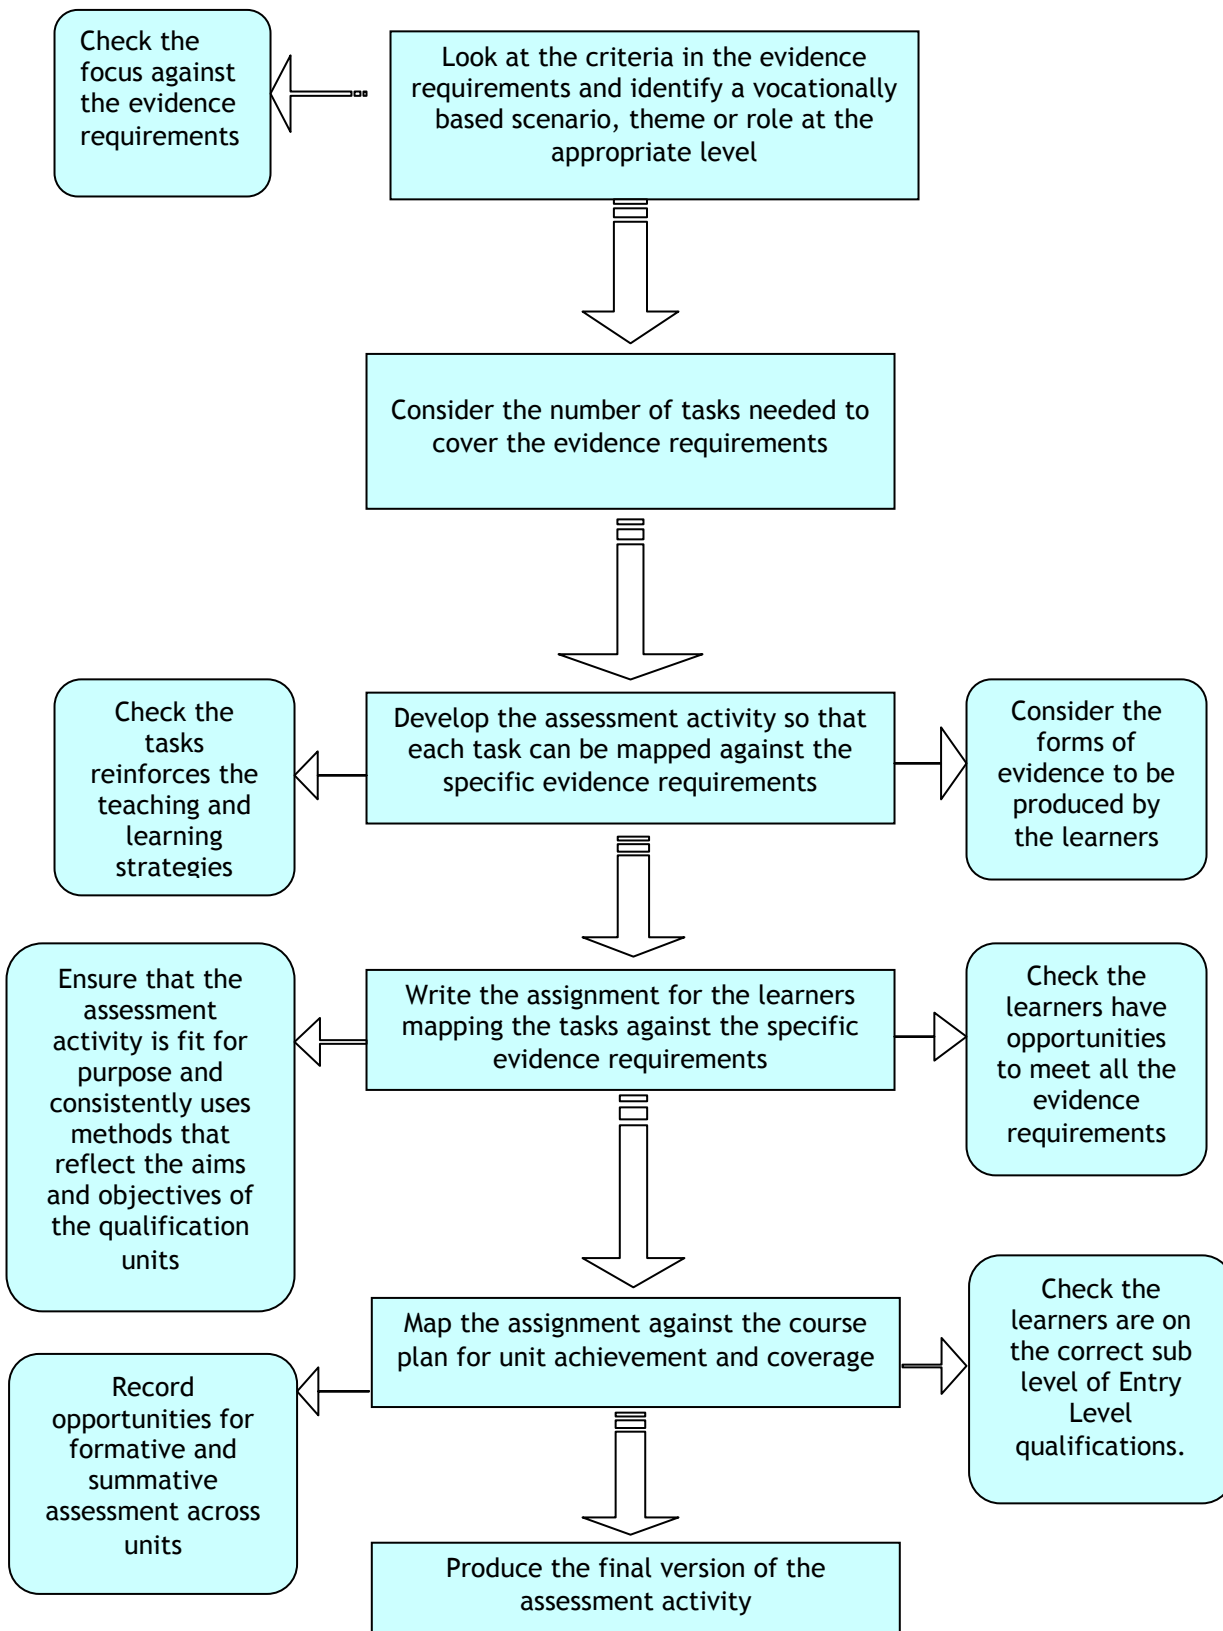 Check the
focus against
the evidence
requirements
Look at the criteria in the evidence
requirements and identify a vocationally
based scenario, theme or role at the
appropriate level
Consider the number of tasks needed to
cover the evidence requirements
Check the
tasks
reinforces the
teaching and
learning
strategies
Develop the assessment activity so that
each task can be mapped against the
specific evidence requirements
Consider the
forms of
evidence to be
produced by
the learners
Ensure that the
assessment
activity is fit for
purpose and
consistently uses
methods that
reflect the aims
and objectives of
the qualification
units
Write the assignment for the learners
mapping the tasks against the specific
evidence requirements
Check the
learners have
opportunities
to meet all the
evidence
requirements
Map the assignment against the course
plan for unit achievement and coverage
Check the
learners are on
the correct sub
level of Entry
Level
qualifications.
Record
opportunities for
formative and
summative
assessment across
units
Produce the final version of the
assessment activity